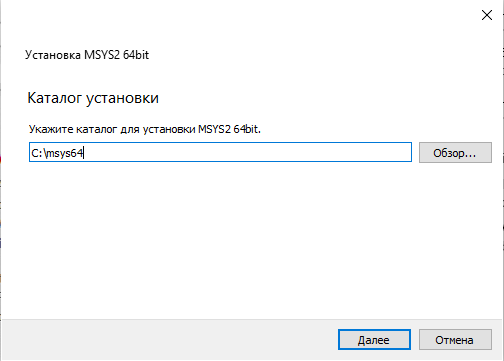 Установка MSYS2 64bit
Каталог установки
Укажите каталог для установки MSYS2 64bit.
C:\msys64
Обзор...
Далее
Отмена